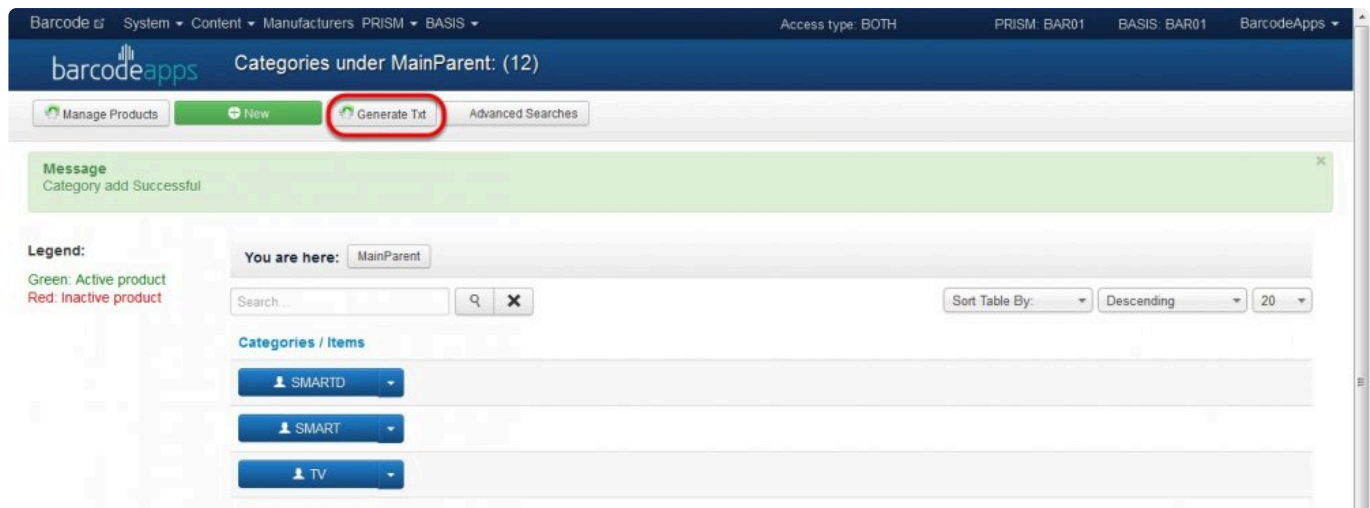 Barcode System Content Manufacturers PRISM BASIS Access type: BOTH PRISM: BAR01 BASIS: BAR01 BarcodeApps
barcodeapps Categories under MainParent: (12)
Manage Products New Generate Txt Advanced Searches
Message
Category add Successful
Legend:
Green: Active product
Red: Inactive product
You are here: MainParent
Search... Sort Table By: Descending 20
Categories / Items
SMARTD
SMART
TV